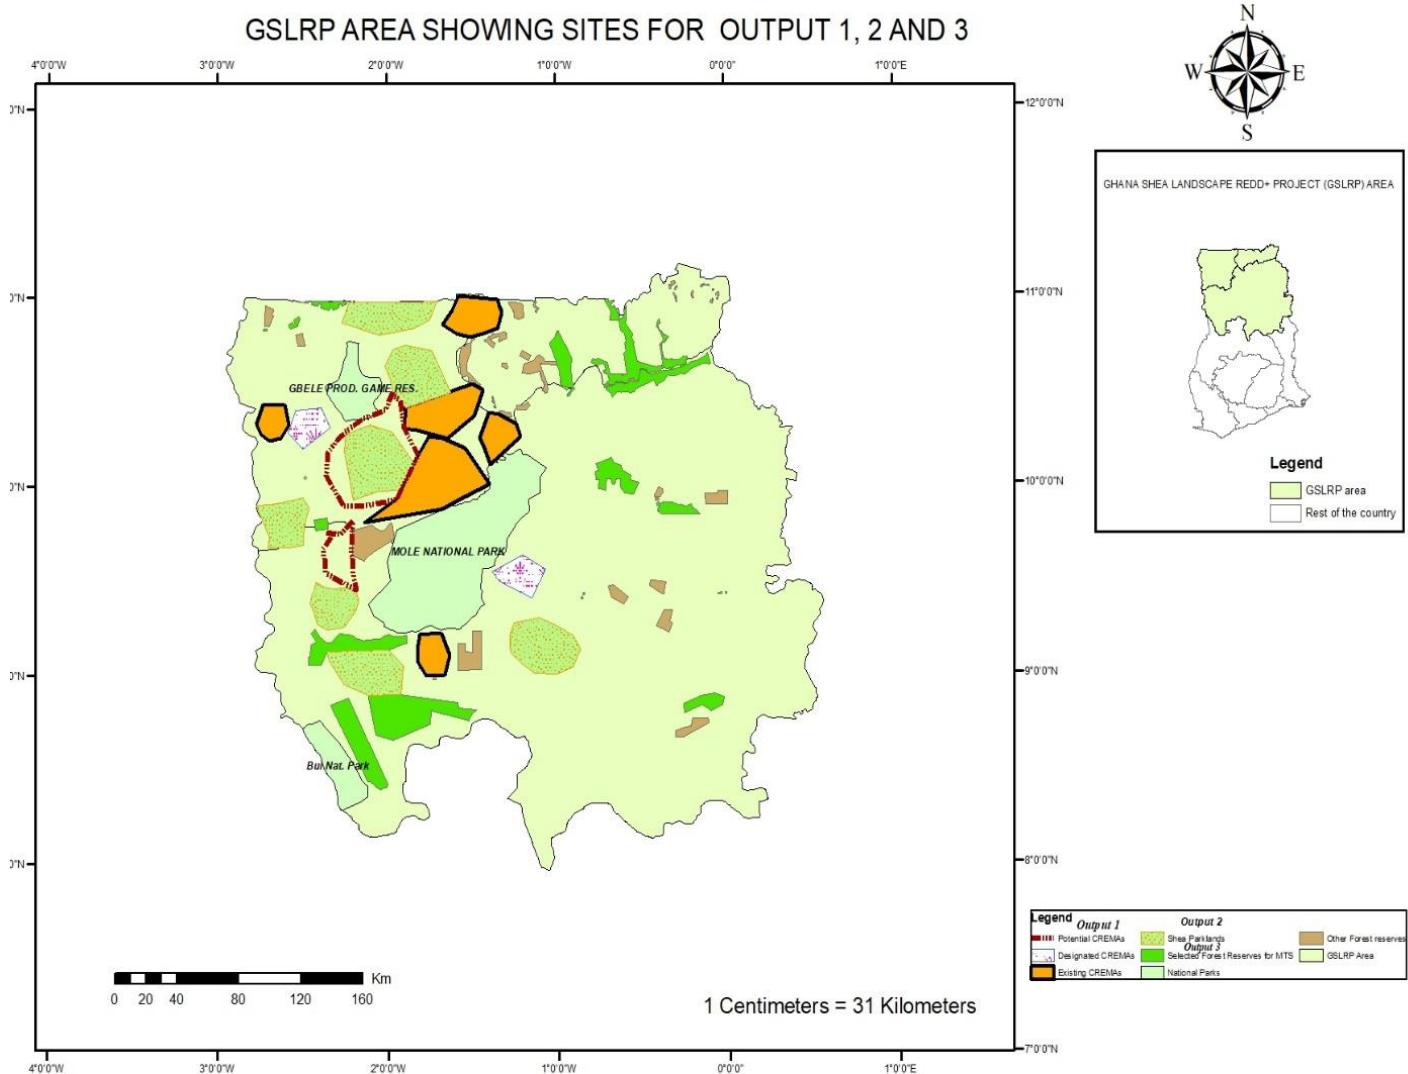 GSLRP AREA SHOWING SITES FOR OUTPUT 1, 2 AND 3
N
W E
S
4°0'0"W 3°0'0"W 2°0'0"W 1°0'0"W 0°0'0" 1°0'0"E
0"N
12°0'0"N
GHANA SHEA LANDSCAPE REDD+ PROJECT (GSLRP) AREA
0"N
11°0'0"N
GBELE PROD. GAME RES.
Legend
GSLRP area
Rest of the country
0"N
10°0'0"N
MOLE NATIONAL PARK
0"N
9°0'0"N
Bui Nat. Park
0"N
8°0'0"N
Legend
Output 1
Output 2
Potential CREMAs
Shea Parklands
Other Forest reserves
Output 3
Designated CREMAs
Selected Forest Reserves for MTS
GSLRP Area
Existing CREMAs
National Parks
Km
0 20 40 80 120 160
1 Centimeters = 31 Kilometers
7°0'0"N
4°0'0"W 3°0'0"W 2°0'0"W 1°0'0"W 0°0'0" 1°0'0"E